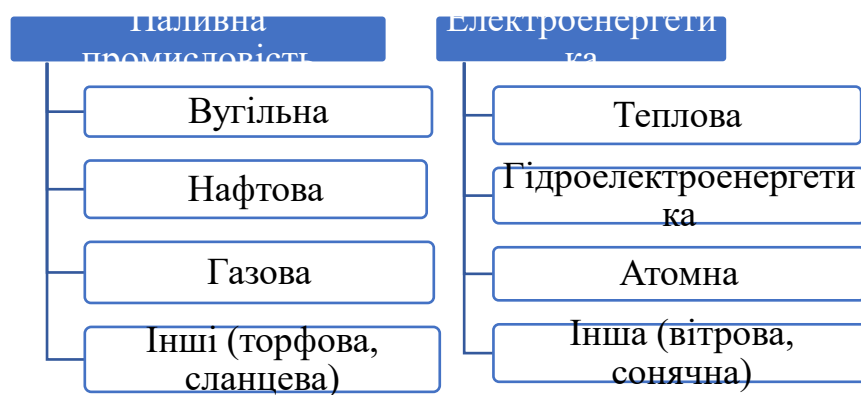 Паливна
промисловість
Вугільна
Нафтова
Газова
Інші (торфова,
сланцева)
Електроенергети
ка
Теплова
Гідроелектроенергети
ка
Атомна
Інша (вітрова,
сонячна)